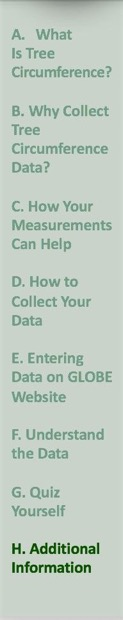 A. What
Is Tree
Circumference?
B. Why Collect
Tree
Circumference
Data?
C. How Your
Measurements
Can Help
D. How to
Collect Your
Data
E. Entering
Data on GLOBE
Website
F. Understand
the Data
G. Quiz
Yourself
H. Additional
Information